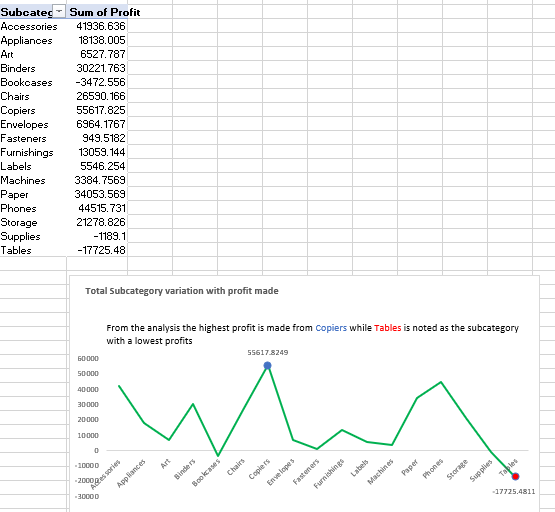 Subcateg Sum of Profit
Accessories 41936.636
Appliances 18138.005
Art 6527.787
Binders 30221.763
Bookcases -3472.556
Chairs 26590.166
Copiers 55617.825
Envelopes 6964.1767
Fasteners 949.5182
Furnishings 13059.144
Labels 5546.254
Machines 3384.7569
Paper 34053.569
Phones 44515.731
Storage 21278.826
Supplies -1189.1
Tables -17725.48
Total Subcategory variation with profit made
From the analysis the highest profit is made from Copiers while Tables is noted as the subcategory
with a lowest profits
55617.8249
60000
50000
40000
30000
20000
10000
0
-10000
-20000
-30000
Accessories
Appliances
Art
Binders
Bookcases
Chairs
Copiers
Envelopes
Fasteners
Furnishings
Labels
Machines
Paper
Phones
Storage
Supplies
Tables
-17725.4811